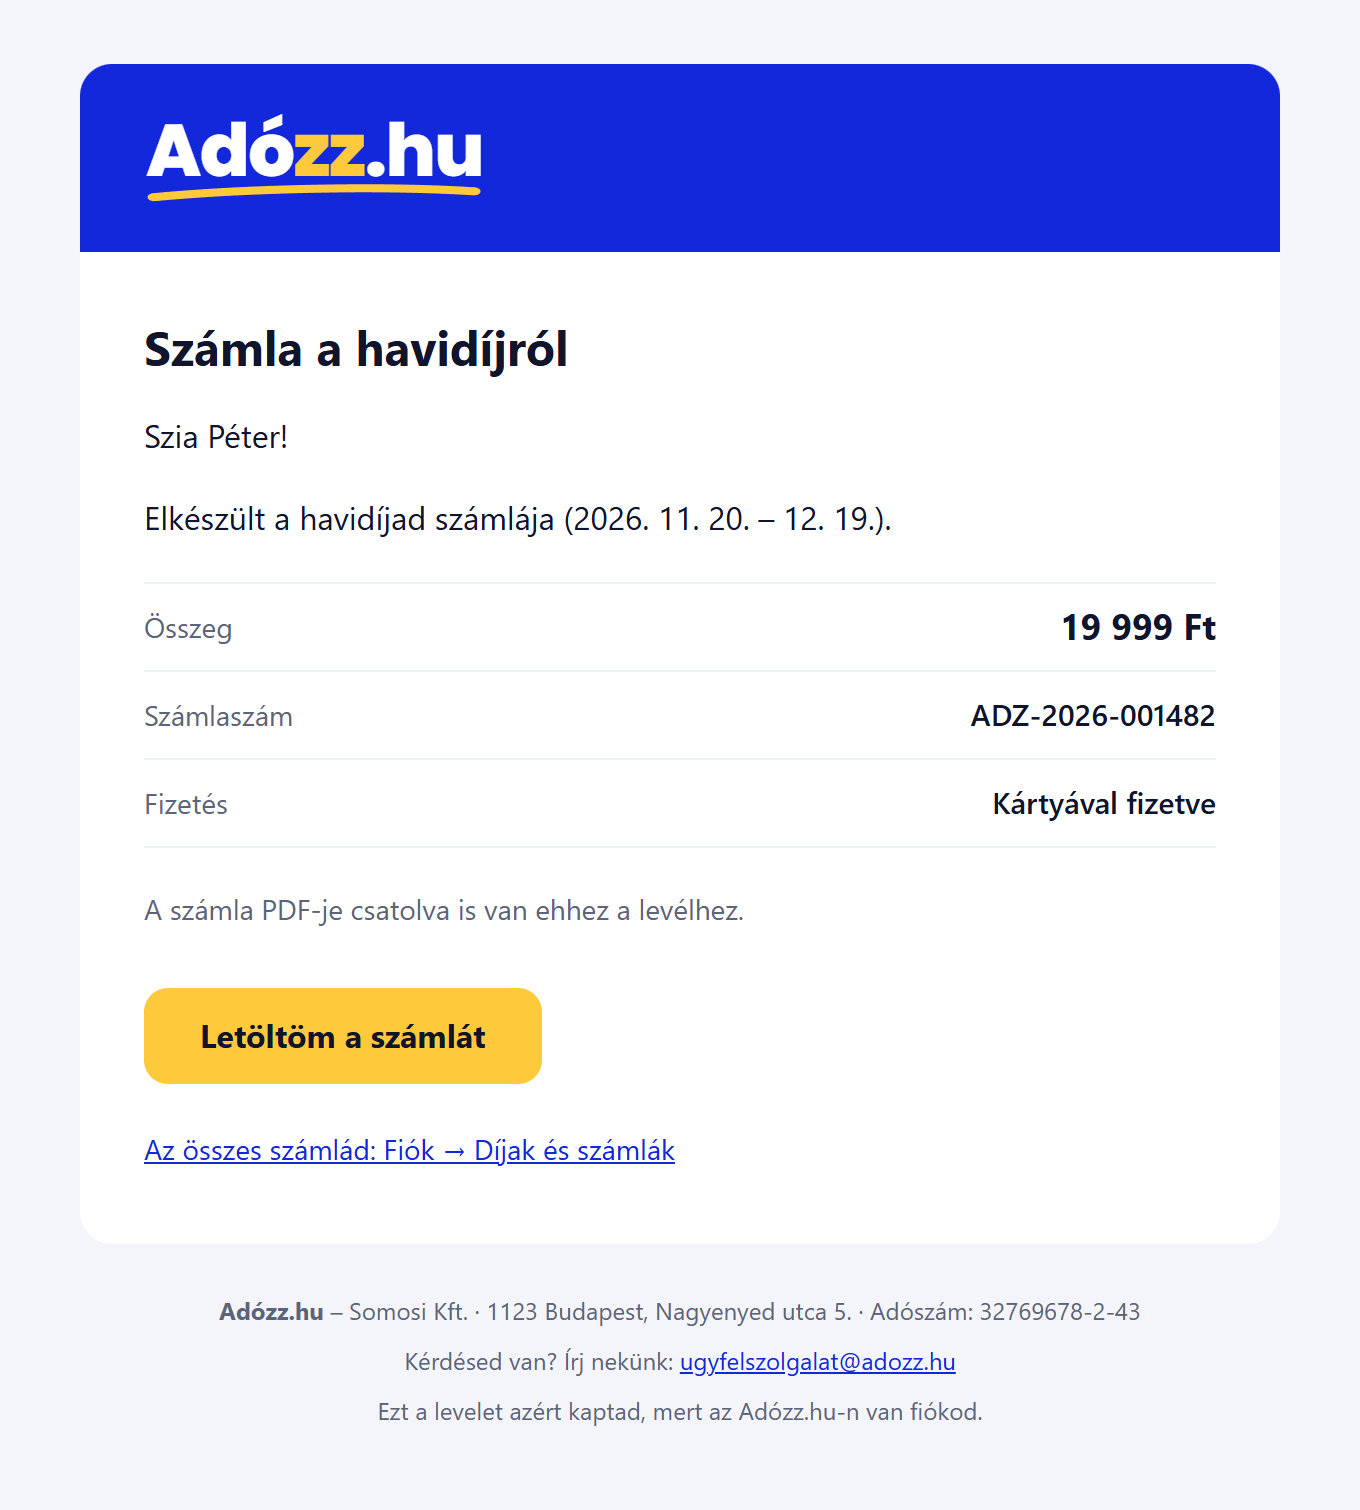 Adózz.hu
Számla a havidíjról
Szia Péter!
Elkészült a havidíjad számlája (2026. 11. 20. – 12. 19.).
Összeg 19 999 Ft
Számlaszám ADZ-2026-001482
Fizetés Kártyával fizetve
A számla PDF-je csatolva is van ehhez a levélhez.
Letöltöm a számlát
Az összes számlád: Fiók → Díjak és számlák
Adózz.hu – Somosi Kft. · 1123 Budapest, Nagyenyed utca 5. · Adószám: 32769678-2-43
Kérdésed van? Írj nekünk: ugyfelszolgalat@adozz.hu
Ezt a levelet azért kaptad, mert az Adózz.hu-n van fiókod.